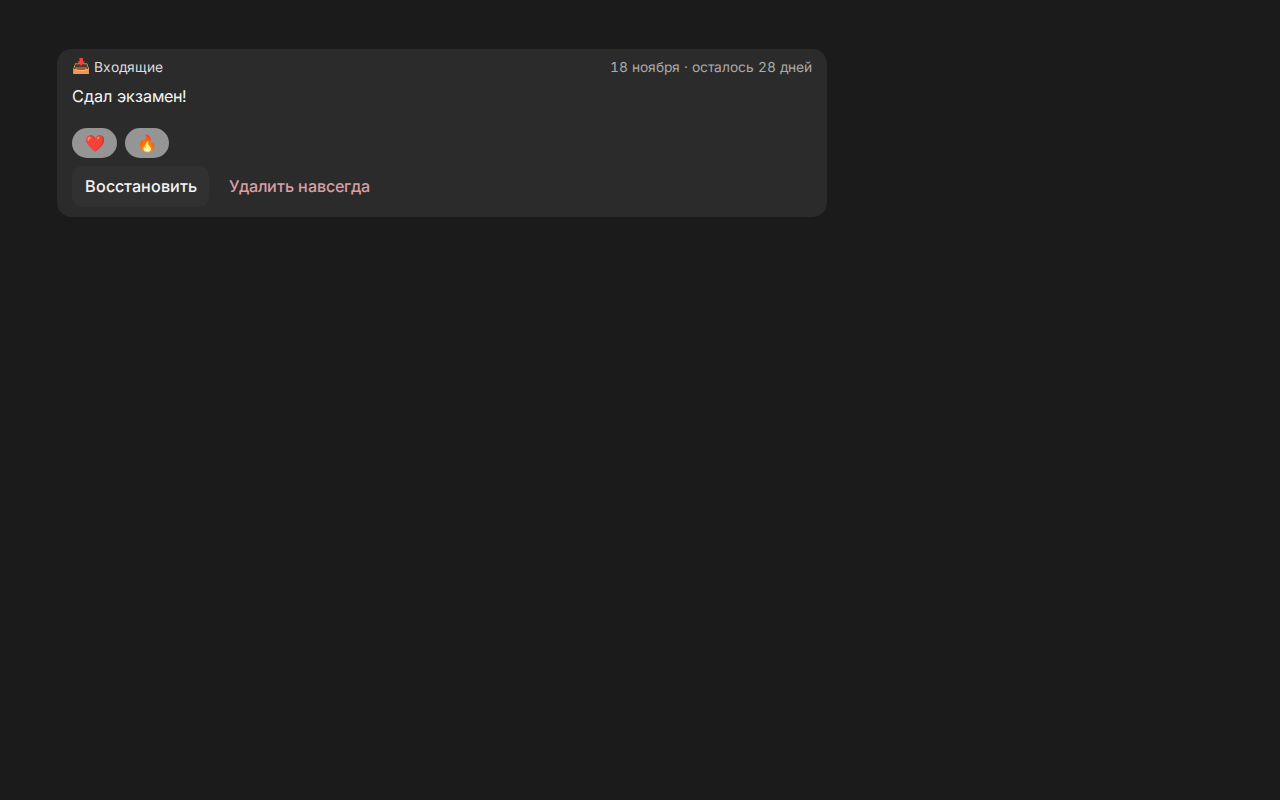 📥 Входящие 18 ноября · осталось 28 дней
Сдал экзамен!
❤️ 🔥
Восстановить Удалить навсегда